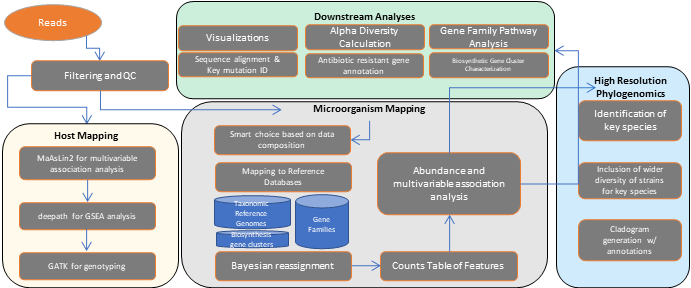 Reads
Filtering and QC
Host Mapping
MaAsLin2 for multivariable
association analysis
deepath for GSEA analysis
GATK for genotyping
Downstream Analyses
Visualizations
Alpha Diversity
Calculation
Gene Family Pathway
Analysis
Sequence alignment &
Key mutation ID
Antibiotic resistant gene
annotation
Biosynthetic Gene Cluster
Characterization
Microorganism Mapping
Smart choice based on data
composition
Mapping to Reference
Databases
Taxonomic
Reference
Genomes
Biosynthesis
gene clusters
Gene
Families
Bayesian reassignment
Counts Table of Features
Abundance and
multivariable association
analysis
High Resolution
Phylogenomics
Identification of
key species
Inclusion of wider
diversity of strains
for key species
Cladogram
generation w/
annotations